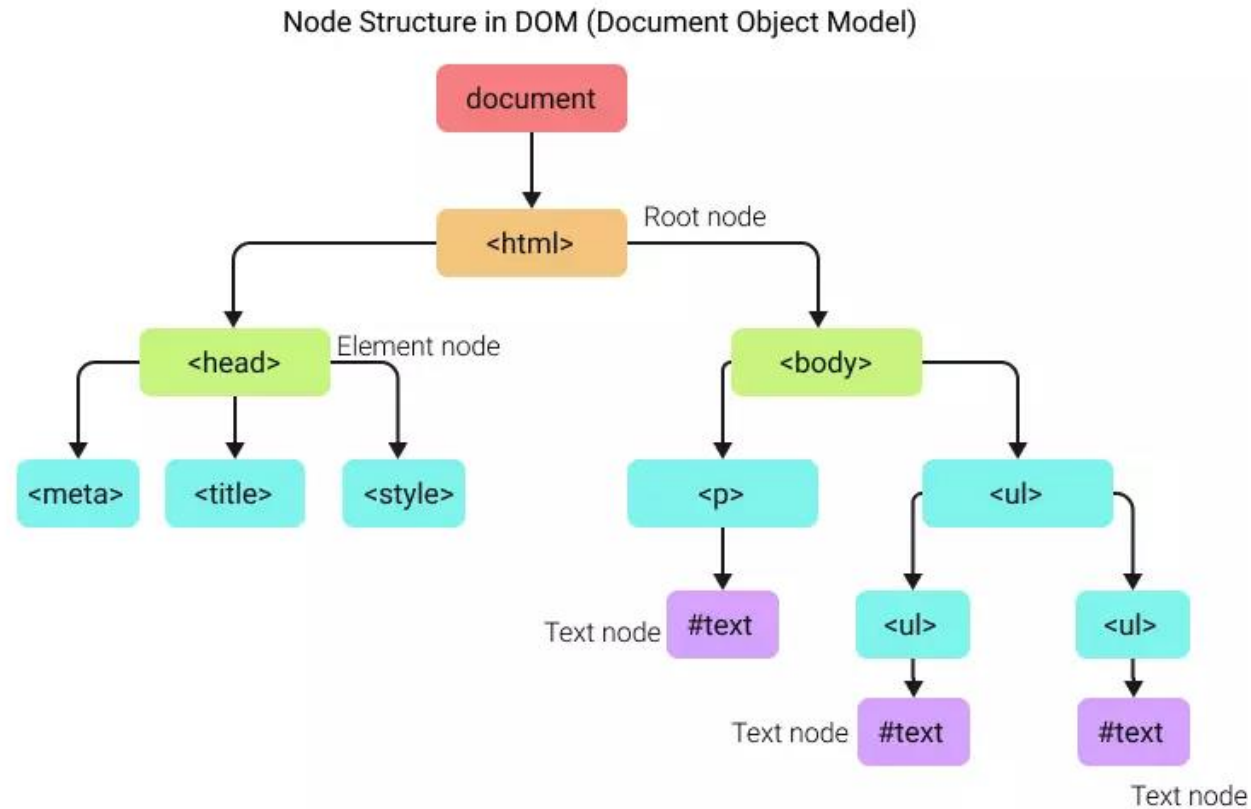 Node Structure in DOM (Document Object Model)
document
<html>
Root node
<head>
Element node
<body>
<meta>
<title>
<style>
<p>
<ul>
Text node
#text
<ul>
<ul>
Text node
#text
#text
Text node